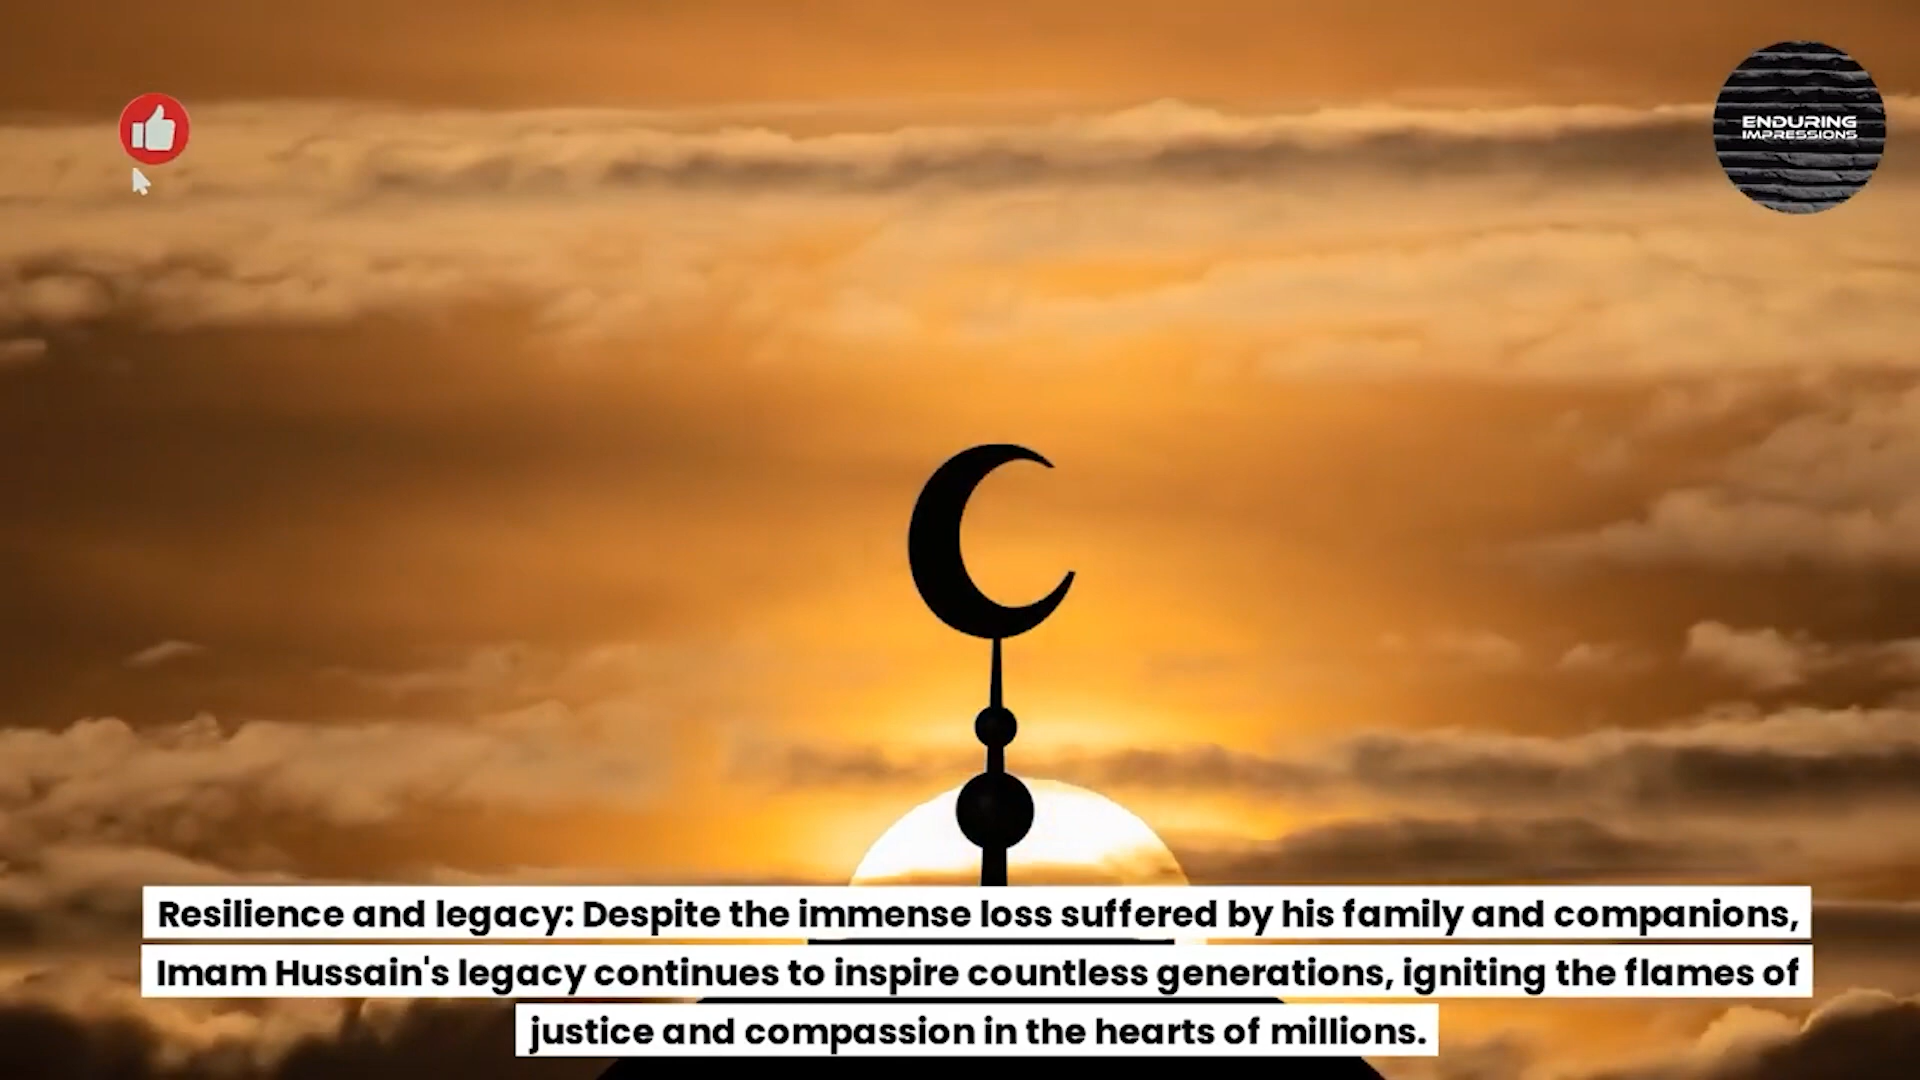 ENDURING
IMPRESSIONS
Resilience and legacy: Despite the immense loss suffered by his family and companions,
Imam Hussain's legacy continues to inspire countless generations, igniting the flames of
justice and compassion in the hearts of millions.